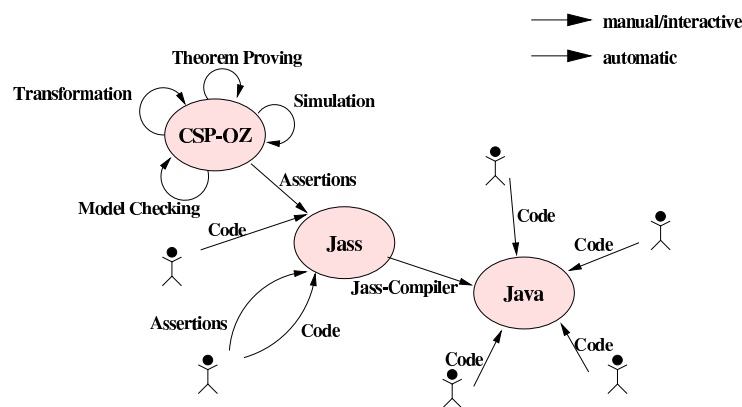 manual/interactive
automatic
Theorem Proving
Transformation
Simulation
CSP-OZ
Assertions
Model Checking
Code
Code
Code
Jass
Jass-Compiler
Java
Assertions
Code
Code
Code